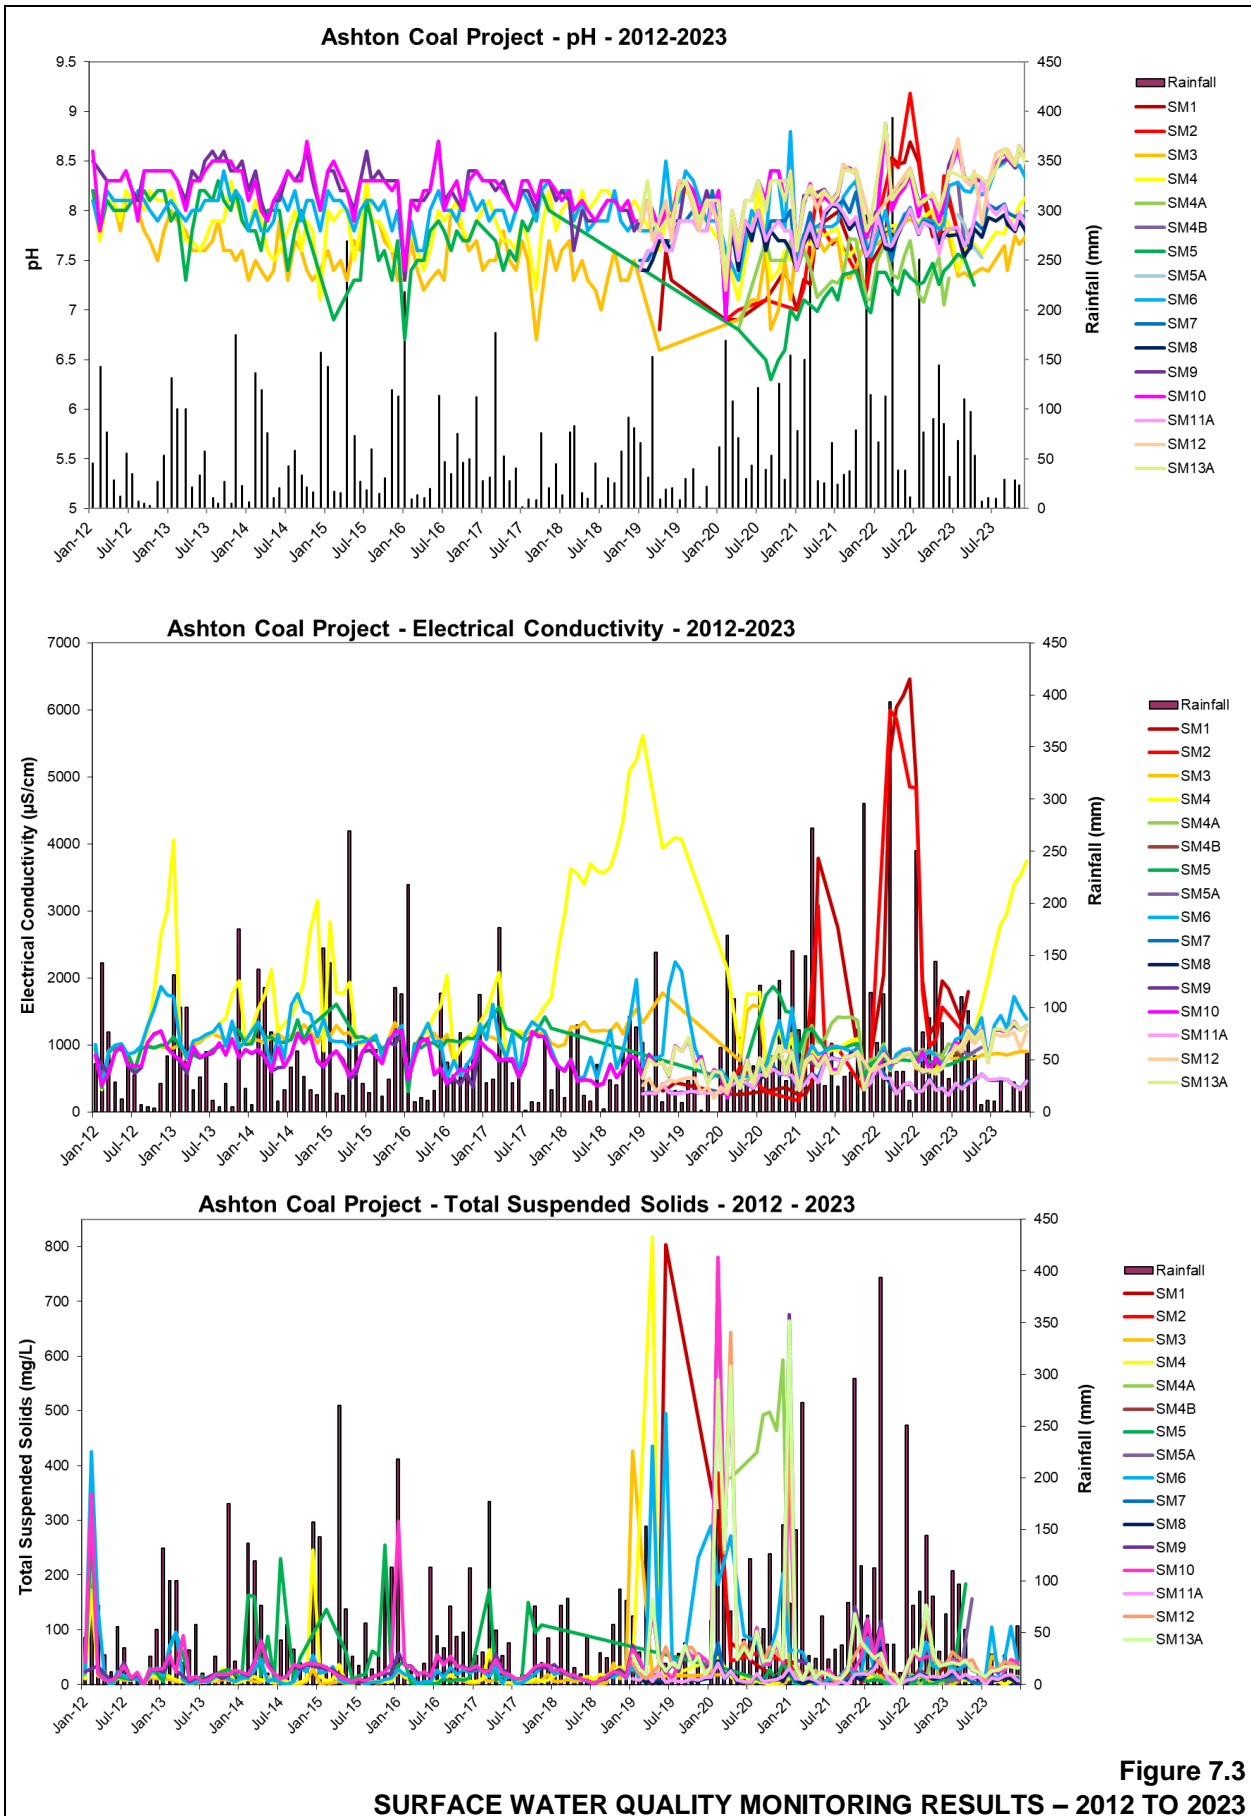 Ashton Coal Project - pH - 2012-2023
9.5
9
8.5
8
7.5
7
6.5
6
5.5
5
pH
450
400
350
300
250
200
150
100
50
0
Rainfall (mm)
Jan-12
Jul-12
Jan-13
Jul-13
Jan-14
Jul-14
Jan-15
Jul-15
Jan-16
Jul-16
Jan-17
Jul-17
Jan-18
Jul-18
Jan-19
Jul-19
Jan-20
Jul-20
Jan-21
Jul-21
Jan-22
Jul-22
Jan-23
Jul-23
Rainfall
SM1
SM2
SM3
SM4
SM4A
SM4B
SM5
SM5A
SM6
SM7
SM8
SM9
SM10
SM11A
SM12
SM13A
Ashton Coal Project - Electrical Conductivity - 2012-2023
7000
6000
5000
4000
3000
2000
1000
0
Electrical Conductivity (µS/cm)
450
400
350
300
250
200
150
100
50
0
Rainfall (mm)
Jan-12
Jul-12
Jan-13
Jul-13
Jan-14
Jul-14
Jan-15
Jul-15
Jan-16
Jul-16
Jan-17
Jul-17
Jan-18
Jul-18
Jan-19
Jul-19
Jan-20
Jul-20
Jan-21
Jul-21
Jan-22
Jul-22
Jan-23
Jul-23
Rainfall
SM1
SM2
SM3
SM4
SM4A
SM4B
SM5
SM5A
SM6
SM7
SM8
SM9
SM10
SM11A
SM12
SM13A
Ashton Coal Project - Total Suspended Solids - 2012 - 2023
800
700
600
500
400
300
200
100
0
Total Suspended Solids (mg/L)
450
400
350
300
250
200
150
100
50
0
Rainfall (mm)
Jan-12
Jul-12
Jan-13
Jul-13
Jan-14
Jul-14
Jan-15
Jul-15
Jan-16
Jul-16
Jan-17
Jul-17
Jan-18
Jul-18
Jan-19
Jul-19
Jan-20
Jul-20
Jan-21
Jul-21
Jan-22
Jul-22
Jan-23
Jul-23
Rainfall
SM1
SM2
SM3
SM4
SM4A
SM4B
SM5
SM5A
SM6
SM7
SM8
SM9
SM10
SM11A
SM12
SM13A
Figure 7.3
SURFACE WATER QUALITY MONITORING RESULTS – 2012 TO 2023